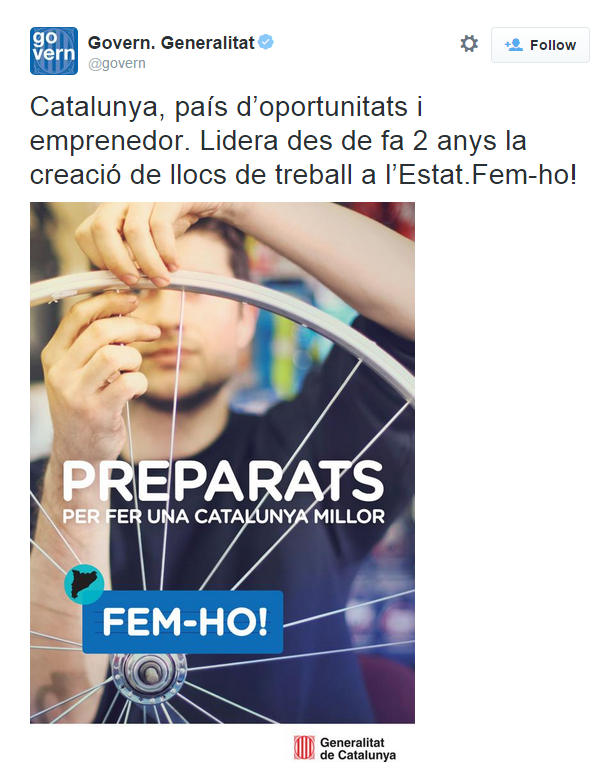 go
vern
Govern. Generalitat
@govern
Follow
Catalunya, país d’oportunitats i
emprenedor. Lidera des de fa 2 anys la
creació de llocs de treball a l’Estat.Fem-ho!
PREPARATS
PER FER UNA CATALUNYA MILLOR
FEM-HO!
Generalitat
de Catalunya